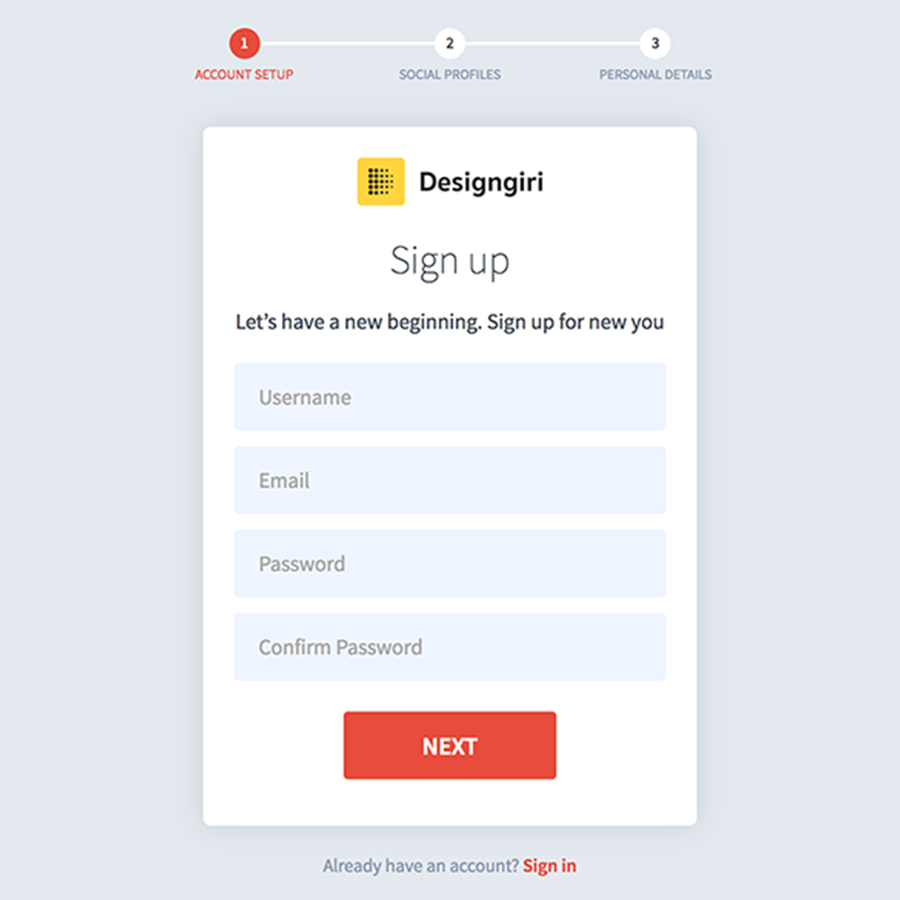 1 2 3
ACCOUNT SETUP SOCIAL PROFILES PERSONAL DETAILS
Designgiri
Sign up
Let’s have a new beginning. Sign up for new you
Username
Email
Password
Confirm Password
NEXT
Already have an account? Sign in